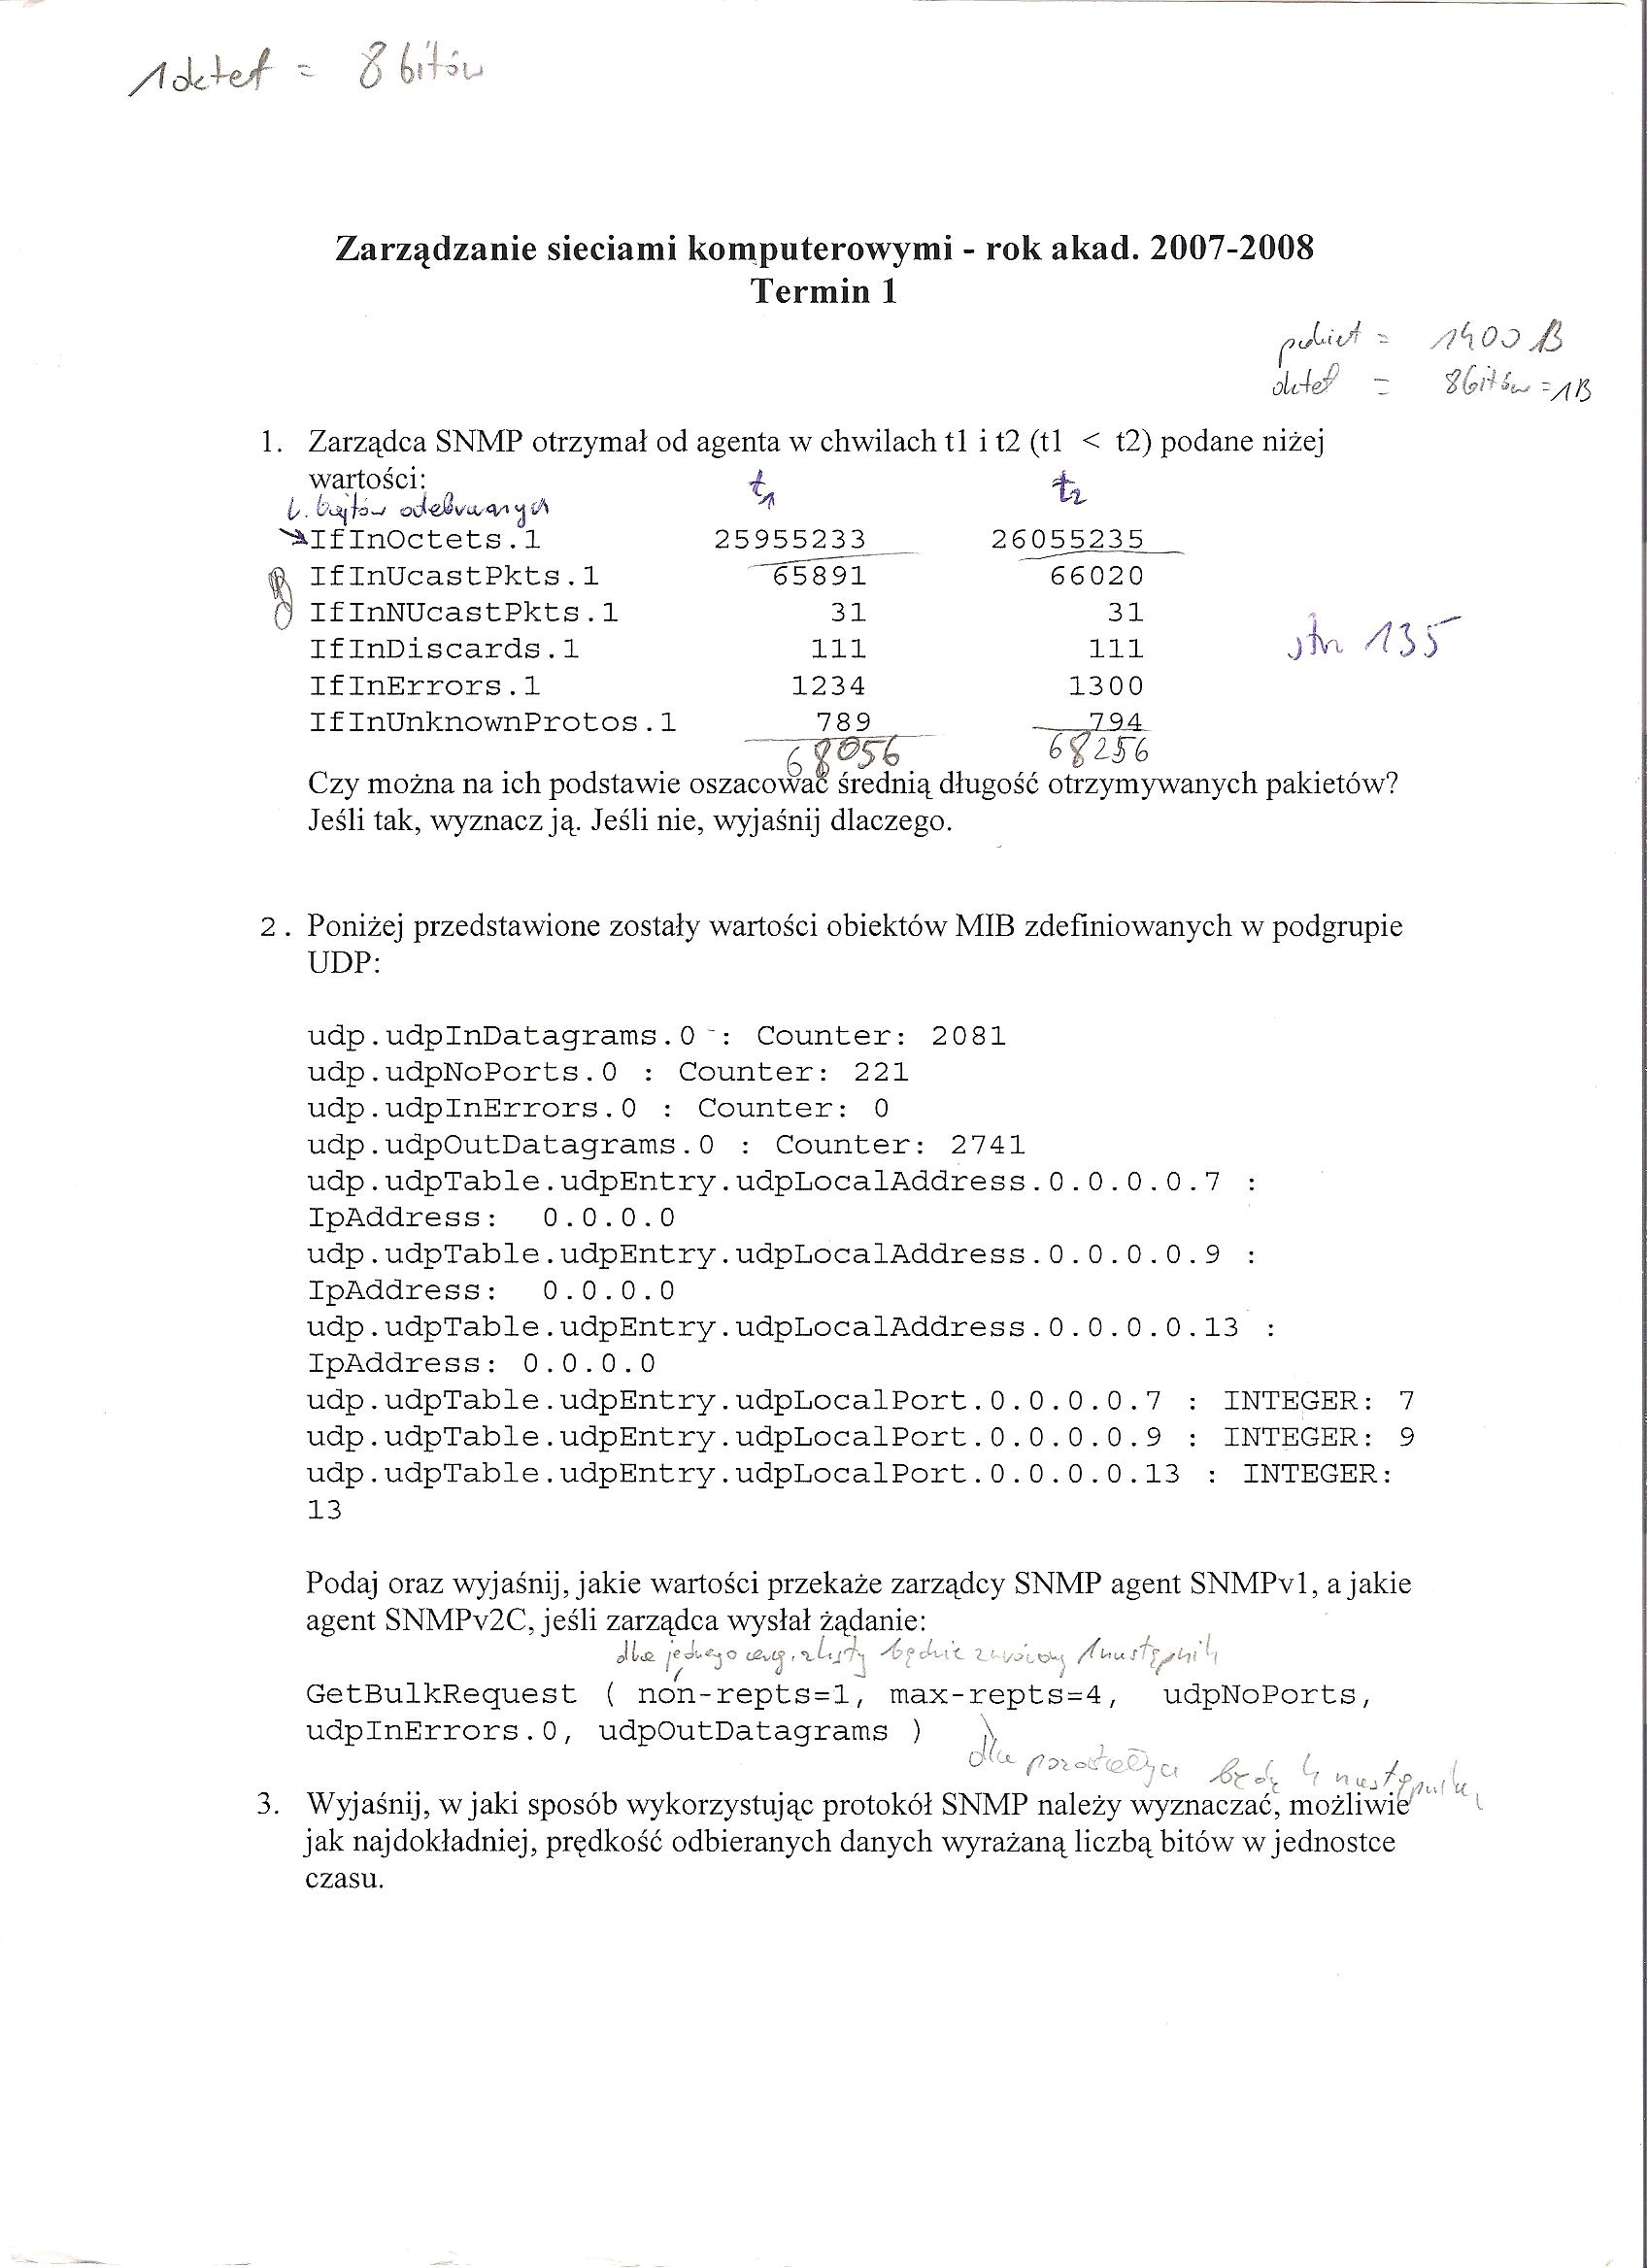 1 oktet = 8 bitów
Zarządzanie sieciami komputerowymi - rok akad. 2007-2008
Termin 1
pakiet = 1400 B
oktet = 8 bitów = 1B
1. Zarządca SNMP otrzymał od agenta w chwilach t1 i t2 (t1 < t2) podane niżej
wartości:
t1 t2
l. bajtów odebranych
IfInOctets.1 25955233 26055235
IfInUcastPkts.1 65891 66020
IfInNUcastPkts.1 31 31
IfInDiscards.1 111 111
str 135
IfInErrors.1 1234 1300
IfInUnknownProtos.1 789 794
68056 68256
Czy można na ich podstawie oszacować średnią długość otrzymywanych pakietów?
Jeśli tak, wyznacz ją. Jeśli nie, wyjaśnij dlaczego.
2. Poniżej przedstawione zostały wartości obiektów MIB zdefiniowanych w podgrupie
UDP:
udp.udpInDatagrams.0 : Counter: 2081
udp.udpNoPorts.0 : Counter: 221
udp.udpInErrors.0 : Counter: 0
udp.udpOutDatagrams.0 : Counter: 2741
udp.udpTable.udpEntry.udpLocalAddress.0.0.0.0.7 :
IpAddress: 0.0.0.0
udp.udpTable.udpEntry.udpLocalAddress.0.0.0.0.9 :
IpAddress: 0.0.0.0
udp.udpTable.udpEntry.udpLocalAddress.0.0.0.0.13 :
IpAddress: 0.0.0.0
udp.udpTable.udpEntry.udpLocalPort.0.0.0.0.7 : INTEGER: 7
udp.udpTable.udpEntry.udpLocalPort.0.0.0.0.9 : INTEGER: 9
udp.udpTable.udpEntry.udpLocalPort.0.0.0.0.13 : INTEGER:
13
Podaj oraz wyjaśnij, jakie wartości przekaże zarządcy SNMP agent SNMPv1, a jakie
agent SNMPv2C, jeśli zarządca wysłał żądanie:
dla jednego z listy będzie zwrócony 1 następnik
GetBulkRequest ( non-repts=1, max-repts=4, udpNoPorts,
udpInErrors.0, udpOutDatagrams )
dla pozostałych będą 4 następniki
3. Wyjaśnij, w jaki sposób wykorzystując protokół SNMP należy wyznaczać, możliwie
jak najdokładniej, prędkość odbieranych danych wyrażaną liczbą bitów w jednostce
czasu.